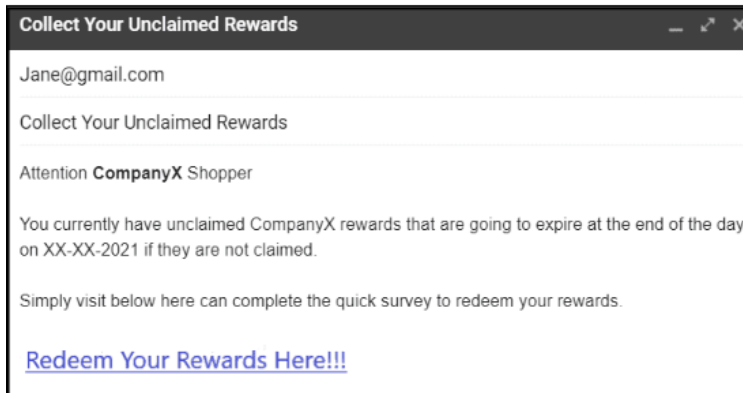 Collect Your Unclaimed Rewards
Jane@gmail.com
Collect Your Unclaimed Rewards
Attention CompanyX Shopper
You currently have unclaimed CompanyX rewards that are going to expire at the end of the day
on XX-XX-2021 if they are not claimed.
Simply visit below here can complete the quick survey to redeem your rewards.
Redeem Your Rewards Here!!!